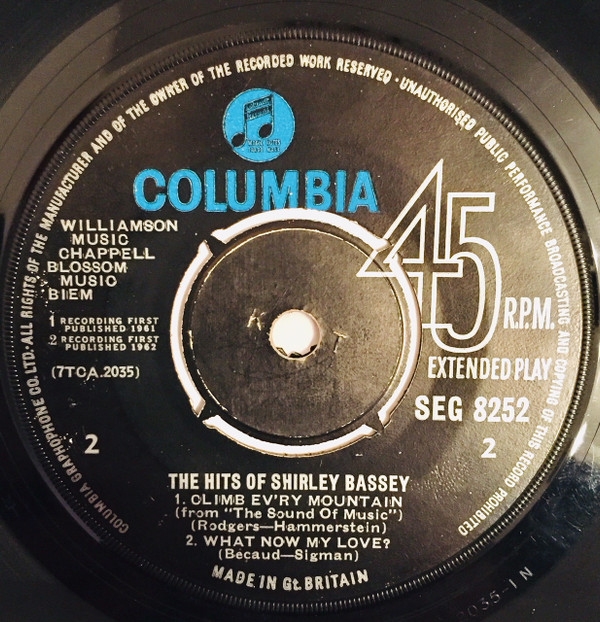 COLUMBIA GRAPHOPHONE CO.LTD·ALL RIGHTS OF THE MANUFACTURER AND OF THE OWNER OF THE RECORDED WORK RESERVED · UNAUTHORISED PUBLIC PERFORMANCE BROADCASTING AND COPYING OF THIS RECORD PROHIBITED
COLUMBIA
WILLIAMSON
MUSIC
CHAPPELL
BLOSSOM
MUSIC
BIEM
45
R.P.M.
EXTENDED PLAY
1 RECORDING FIRST
PUBLISHED 1961
2 RECORDING FIRST
PUBLISHED 1962
K T
(7TCA.2035)
SEG 8252
2
2
THE HITS OF SHIRLEY BASSEY
1. CLIMB EV'RY MOUNTAIN
(from "The Sound Of Music")
(Rodgers—Hammerstein)
2. WHAT NOW MY LOVE?
(Bécaud—Sigman)
MADE IN Gt. BRITAIN
2035-1N